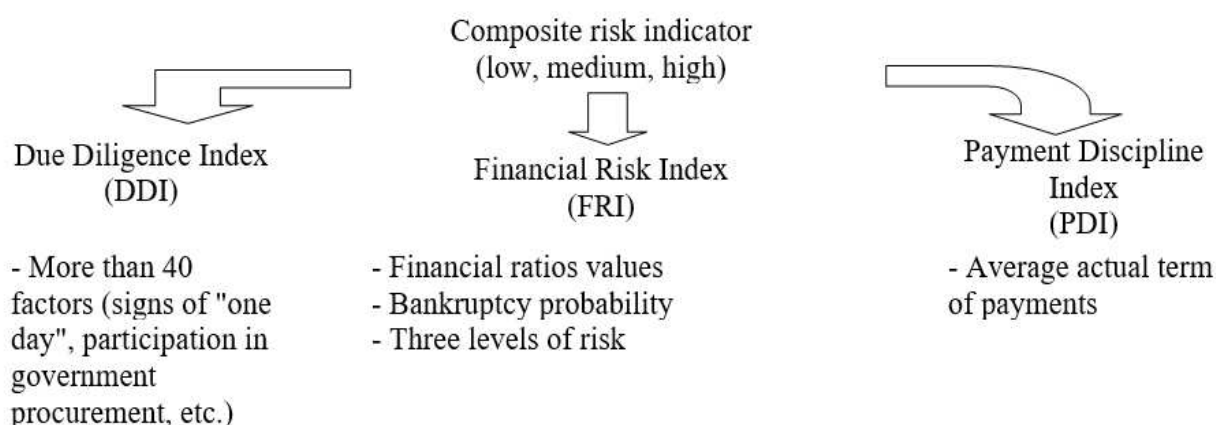 Composite risk indicator
(low, medium, high)
Due Diligence Index
(DDI)
- More than 40
factors (signs of "one
day", participation in
government
procurement, etc.)
Financial Risk Index
(FRI)
- Financial ratios values
- Bankruptcy probability
- Three levels of risk
Payment Discipline
Index
(PDI)
- Average actual term
of payments